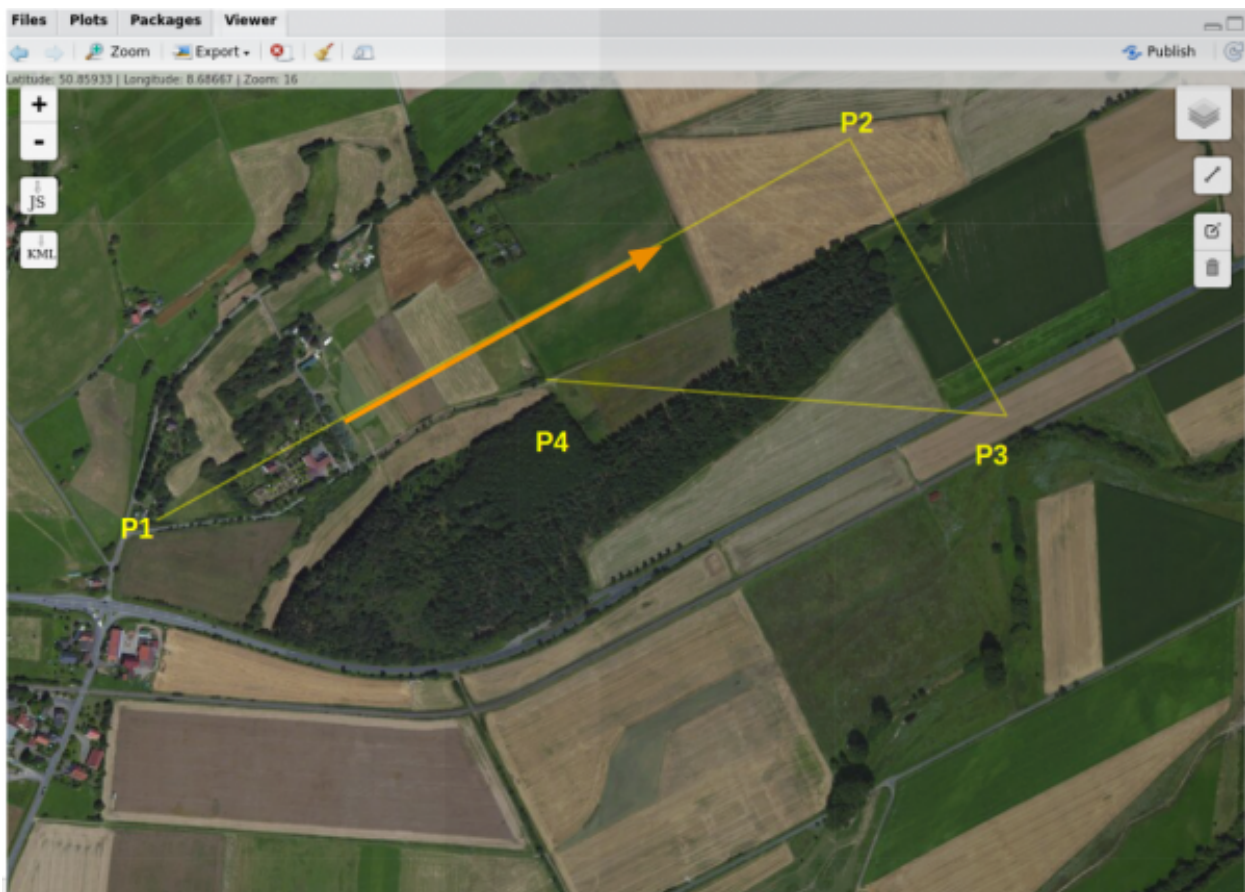 Files Plots Packages Viewer
Zoom Export Publish
Latitude: 50.85933 | Longitude: 8.68667 | Zoom: 16
+
-
JS
KML
P2
P4
P3
P1